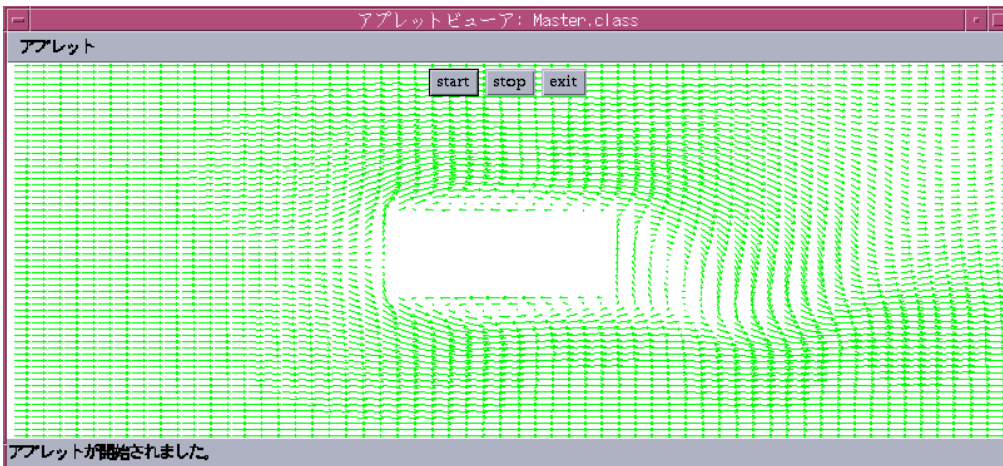 アプレットビューア: Master.class
アプレット
start stop exit
アプレットが開始されました。